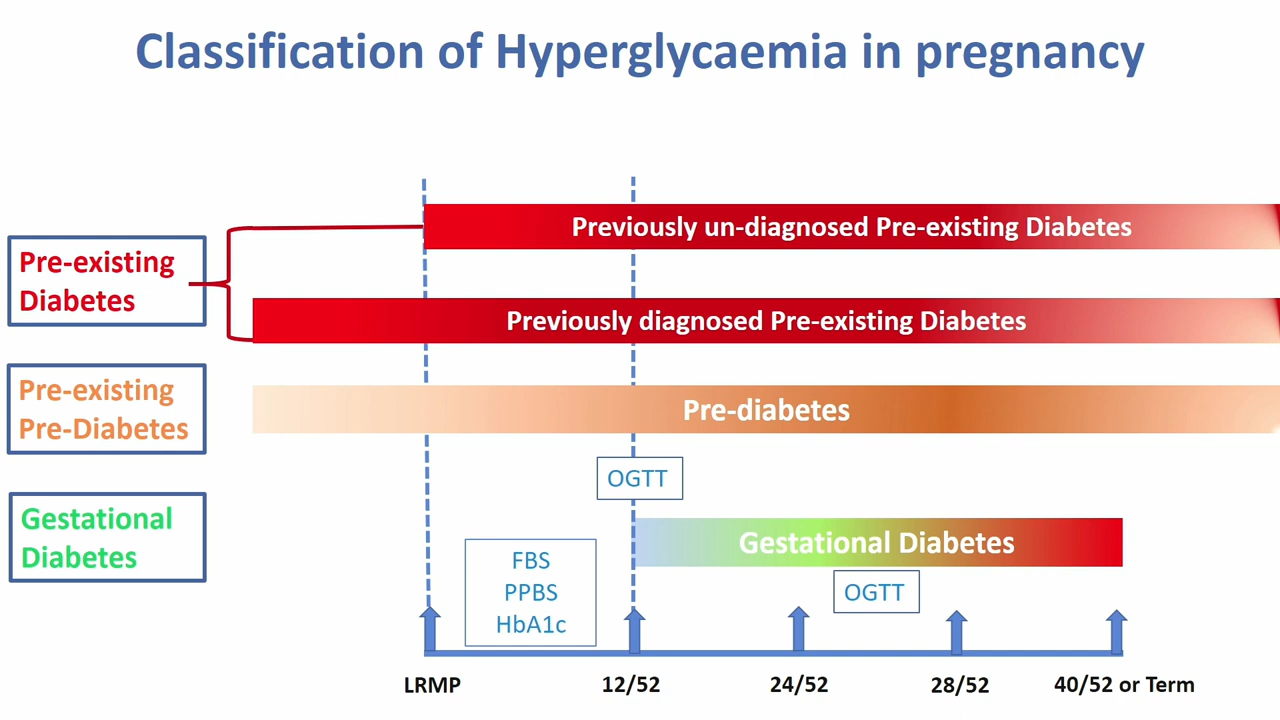 Classification of Hyperglycaemia in pregnancy
Previously un-diagnosed Pre-existing Diabetes
Pre-existing
Diabetes
Previously diagnosed Pre-existing Diabetes
Pre-existing
Pre-Diabetes
Pre-diabetes
OGTT
Gestational
Diabetes
Gestational Diabetes
FBS
PPBS
HbA1c
OGTT
LRMP
12/52
24/52
28/52
40/52 or Term